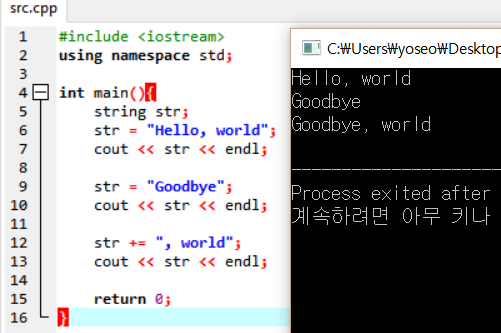 src.cpp
1 #include <iostream>
2 using namespace std;
3
4 int main(){
5 string str;
6 str = "Hello, world";
7 cout << str << endl;
8
9 str = "Goodbye";
10 cout << str << endl;
11
12 str += ", world";
13 cout << str << endl;
14
15 return 0;
16 }
C:₩Users₩yoseo₩Desktop
Hello, world
Goodbye
Goodbye, world
--------------------
Process exited after
계속하려면 아무 키나